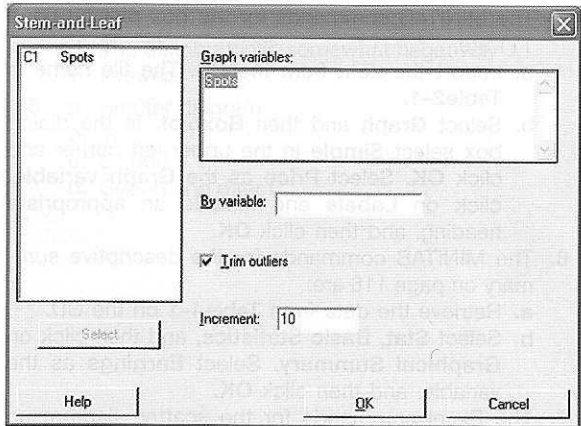 Stem-and-Leaf
C1 Spots
Graph variables:
Spots
By variable:
Trim outliers
Increment: 10
Select
Help
OK
Cancel